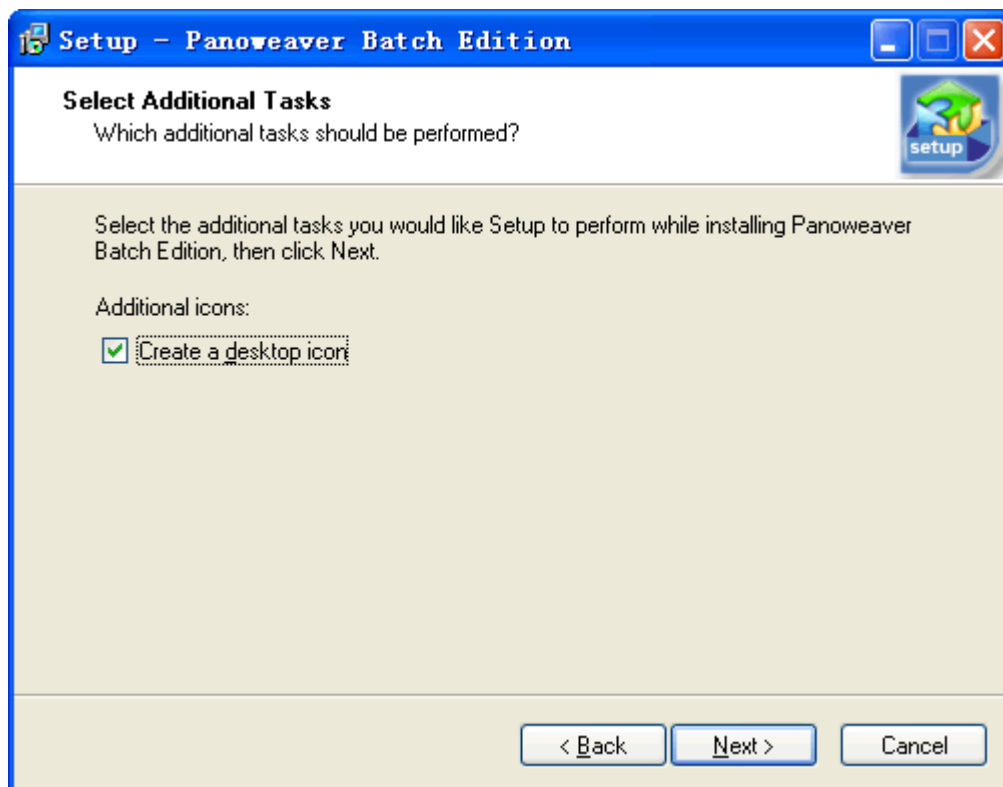 Setup - Panoweaver Batch Edition
Select Additional Tasks
Which additional tasks should be performed?
setup
Select the additional tasks you would like Setup to perform while installing Panoweaver
Batch Edition, then click Next.
Additional icons:
Create a desktop icon
< Back Next > Cancel